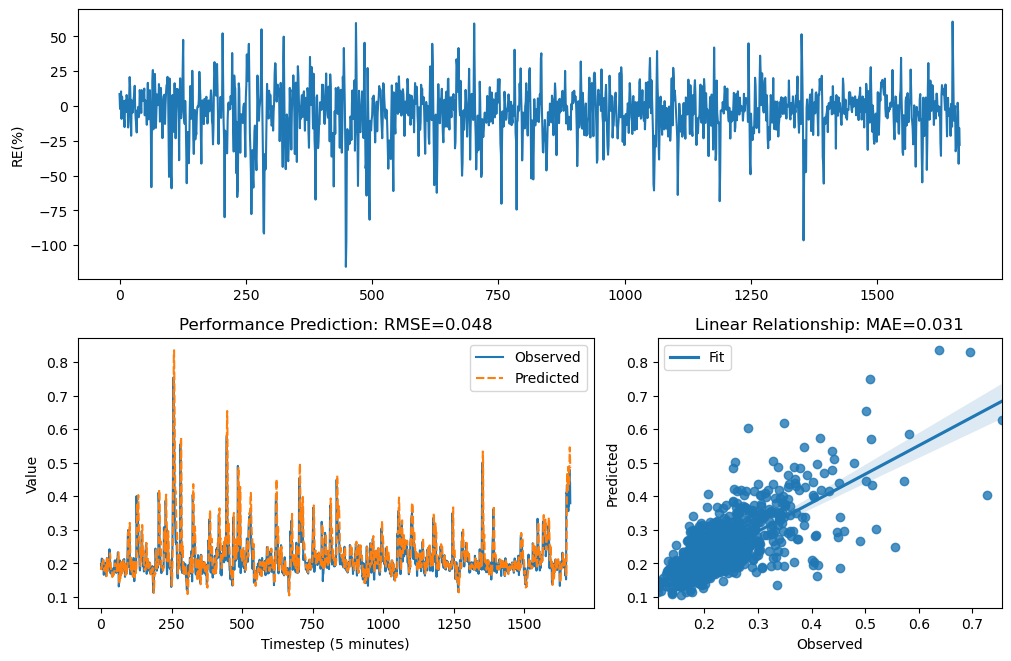 50
25
0
−25
−50
−75
−100
RE(%)
0 250 500 750 1000 1250 1500
Performance Prediction: RMSE=0.048
Observed
Predicted
0.8
0.7
0.6
0.5
0.4
0.3
0.2
0.1
Value
0 250 500 750 1000 1250 1500
Timestep (5 minutes)
Linear Relationship: MAE=0.031
Fit
0.8
0.7
0.6
0.5
0.4
0.3
0.2
0.1
Predicted
0.2 0.3 0.4 0.5 0.6 0.7
Observed